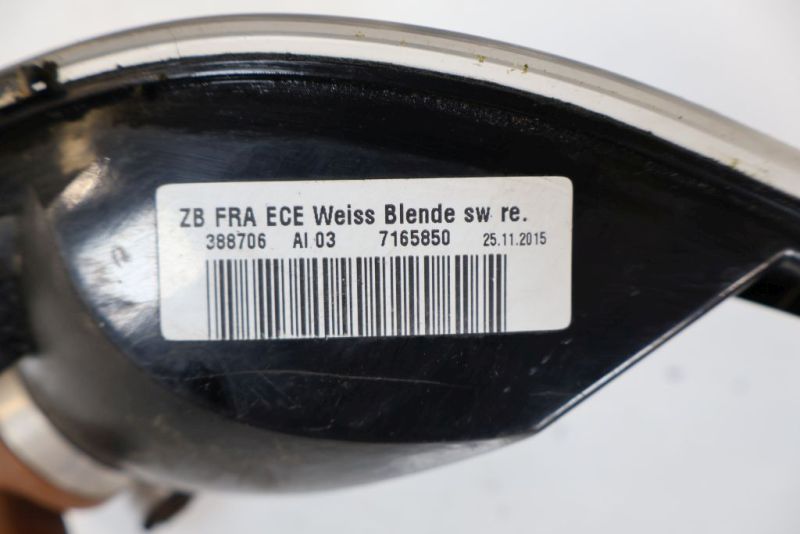 ZB FRA ECE Weiss Blende sw re.
388706 AI 03 7165850 25.11.2015